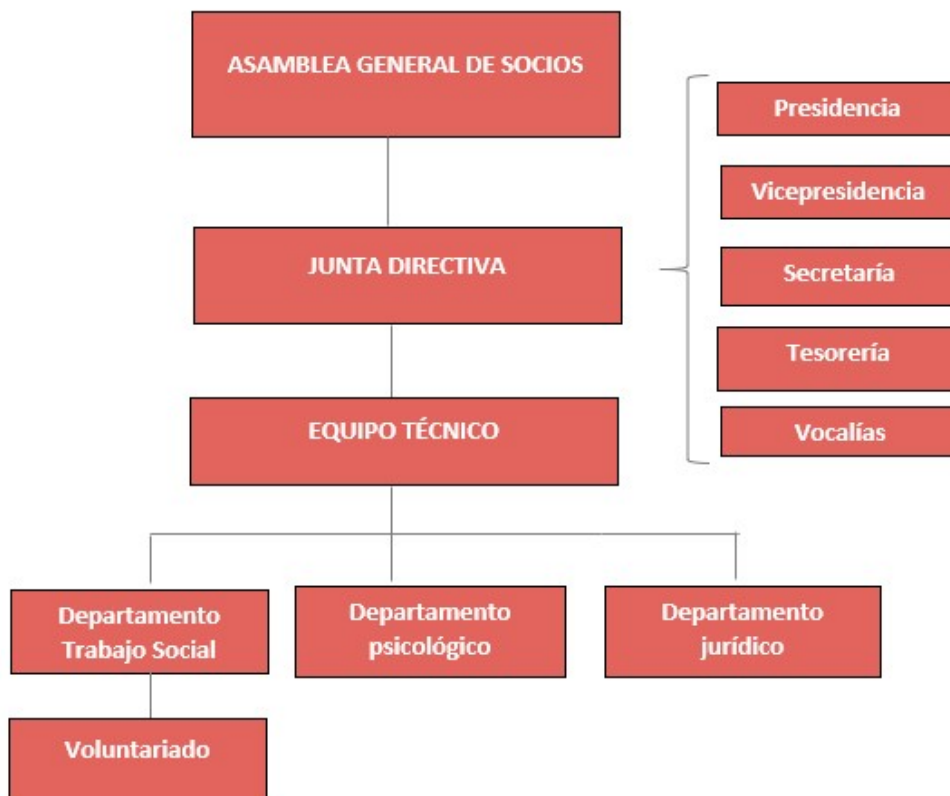 ASAMBLEA GENERAL DE SOCIOS
Presidencia
Vicepresidencia
JUNTA DIRECTIVA
Secretaría
Tesorería
EQUIPO TÉCNICO
Vocalías
Departamento
Trabajo Social
Departamento
psicológico
Departamento
jurídico
Voluntariado